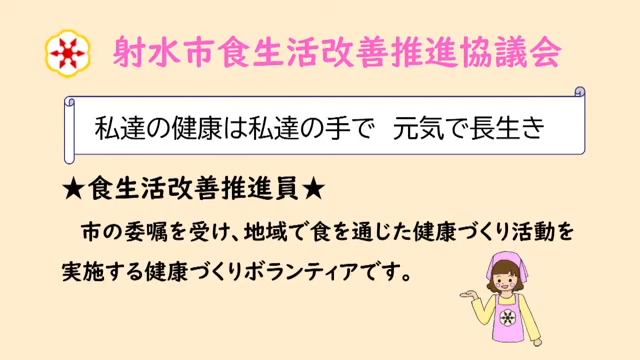 射水市食生活改善推進協議会
私達の健康は私達の手で 元気で長生き
★食生活改善推進員★
市の委嘱を受け、地域で食を通じた健康づくり活動を
実施する健康づくりボランティアです。